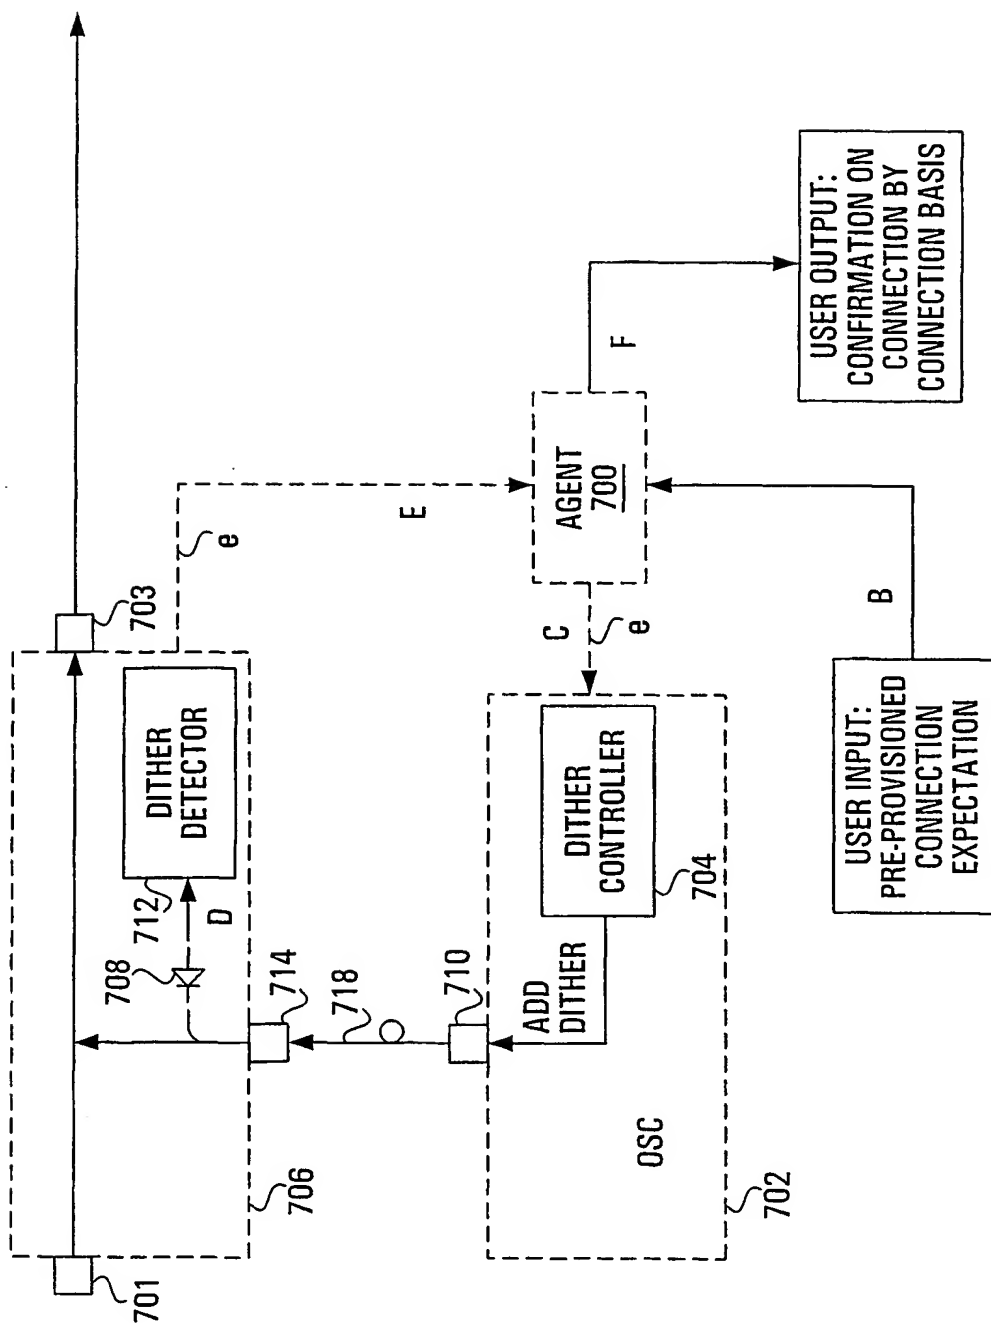 701
703
706
DITHER
DETECTOR
712
708
D
714
718
710
e
E
ADD
DITHER
DITHER
CONTROLLER
704
OSC
702
C
e
AGENT
700
F
B
USER INPUT:
PRE-PROVISIONED
CONNECTION
EXPECTATION
USER OUTPUT:
CONFIRMATION ON
CONNECTION BY
CONNECTION BASIS